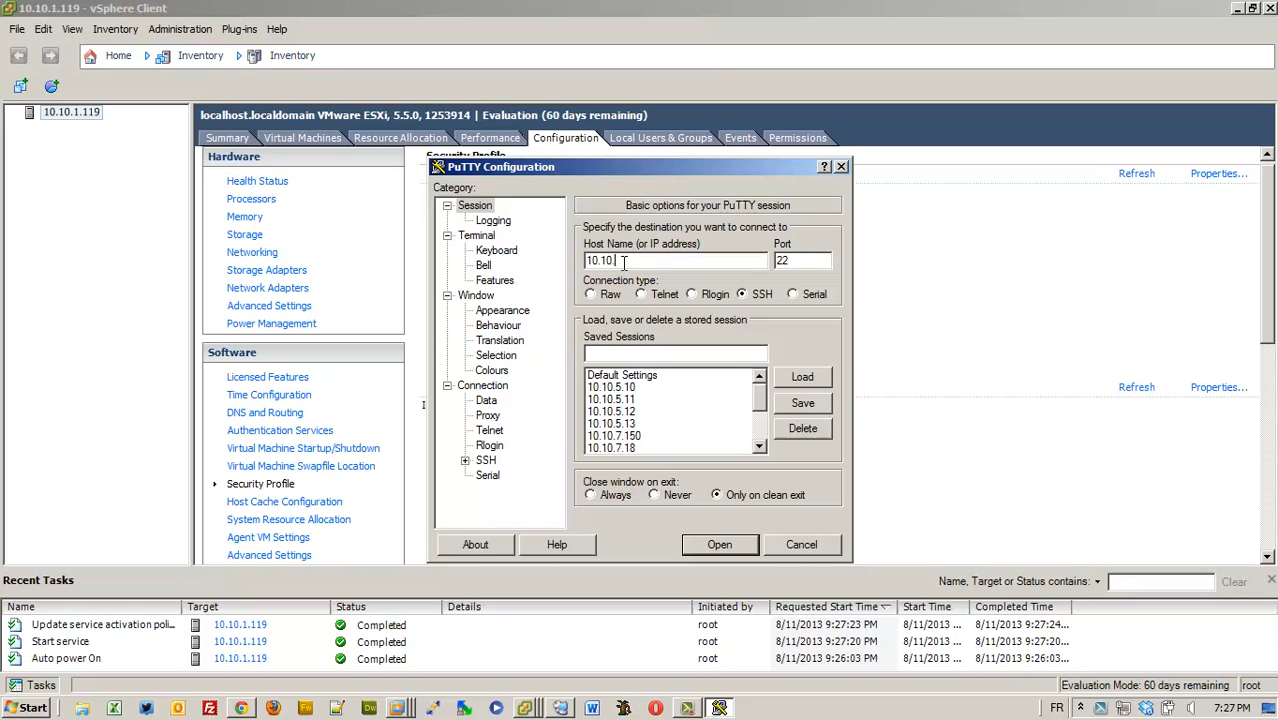 10.10.1.119 - vSphere Client
File Edit View Inventory Administration Plug-ins Help
Home Inventory Inventory
10.10.1.119
localhost.localdomain VMware ESXi, 5.5.0, 1253914 | Evaluation (60 days remaining)
Summary Virtual Machines Resource Allocation Performance Configuration Local Users & Groups Events Permissions
Hardware
Health Status
Processors
Memory
Storage
Networking
Storage Adapters
Network Adapters
Advanced Settings
Power Management
Software
Licensed Features
Time Configuration
DNS and Routing
Authentication Services
Virtual Machine Startup/Shutdown
Virtual Machine Swapfile Location
Security Profile
Host Cache Configuration
System Resource Allocation
Agent VM Settings
Advanced Settings
Security Profile
Refresh Properties...
Refresh Properties...
PuTTY Configuration
Category:
Session
Logging
Terminal
Keyboard
Bell
Features
Window
Appearance
Behaviour
Translation
Selection
Colours
Connection
Data
Proxy
Telnet
Rlogin
SSH
Serial
Basic options for your PuTTY session
Specify the destination you want to connect to
Host Name (or IP address) Port
10.10. 22
Connection type:
Raw Telnet Rlogin SSH Serial
Load, save or delete a stored session
Saved Sessions
Default Settings
10.10.5.10
10.10.5.11
10.10.5.12
10.10.5.13
10.10.7.150
10.10.7.18
Load
Save
Delete
Close window on exit:
Always Never Only on clean exit
About Help Open Cancel
Recent Tasks
Name, Target or Status contains: Clear
Name Target Status Details Initiated by Requested Start Time Start Time Completed Time
Update service activation poli... 10.10.1.119 Completed root 8/11/2013 9:27:23 PM 8/11/2013 ... 8/11/2013 9:27:24...
Start service 10.10.1.119 Completed root 8/11/2013 9:27:20 PM 8/11/2013 ... 8/11/2013 9:27:20...
Auto power On 10.10.1.119 Completed root 8/11/2013 9:26:03 PM 8/11/2013 ... 8/11/2013 9:26:03...
Tasks Evaluation Mode: 60 days remaining root
Start FR 7:27 PM